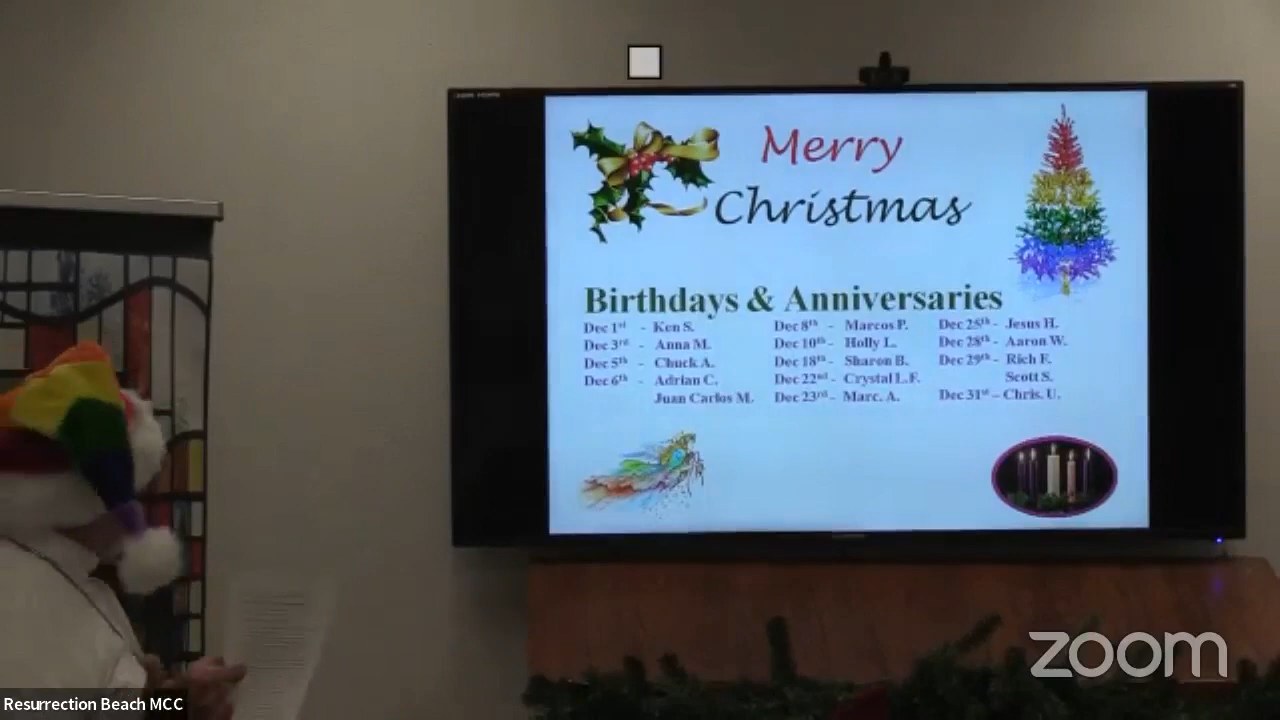 Merry
Christmas
Birthdays & Anniversaries
Dec 1st - Ken S.
Dec 3rd - Anna M.
Dec 5th - Chuck A.
Dec 6th - Adrian C.
Juan Carlos M.
Dec 8th - Marcos P.
Dec 10th - Holly L.
Dec 18th - Sharon B.
Dec 22nd - Crystal L.F.
Dec 23rd - Marc. A.
Dec 25th - Jesus H.
Dec 28th - Aaron W.
Dec 29th - Rich F.
Scott S.
Dec 31st - Chris. U.
zoom
Resurrection Beach MCC